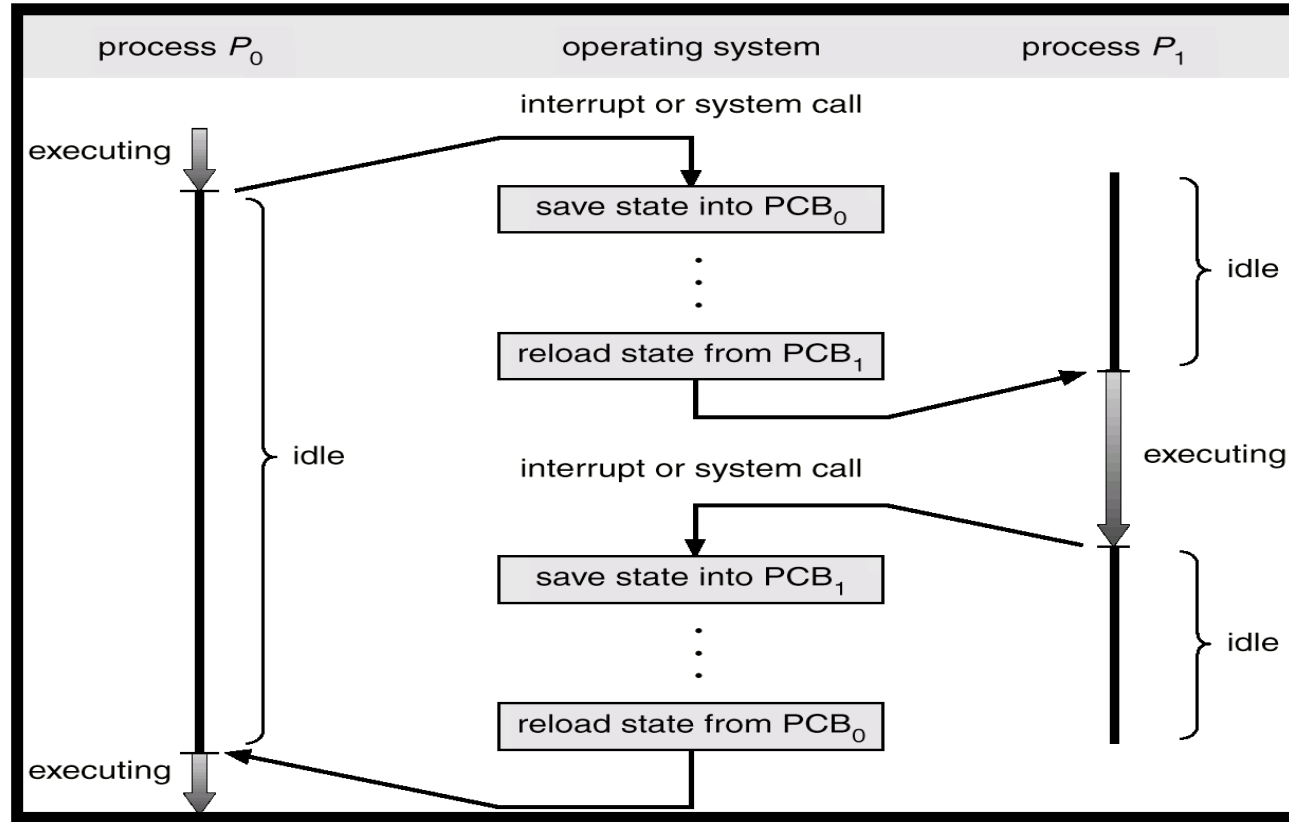 process P₀ operating system process P₁
interrupt or system call
executing
save state into PCB₀
idle
reload state from PCB₁
idle
interrupt or system call
executing
save state into PCB₁
idle
reload state from PCB₀
executing